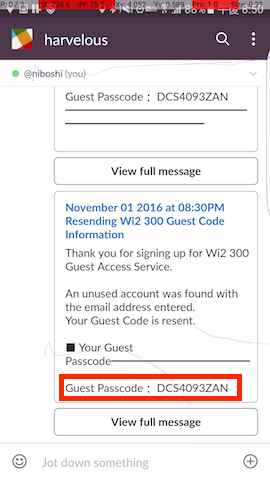 harvelous
@niboshi (you)
Guest Passcode： DCS4093ZAN
View full message
November 01 2016 at 08:30PM
Resending Wi2 300 Guest Code
Information
Thank you for signing up for Wi2 300
Guest Access Service.
An unused account was found with
the email address entered.
Your Guest Code is resent.
■ Your Guest
Passcode
Guest Passcode： DCS4093ZAN
View full message
Jot down something